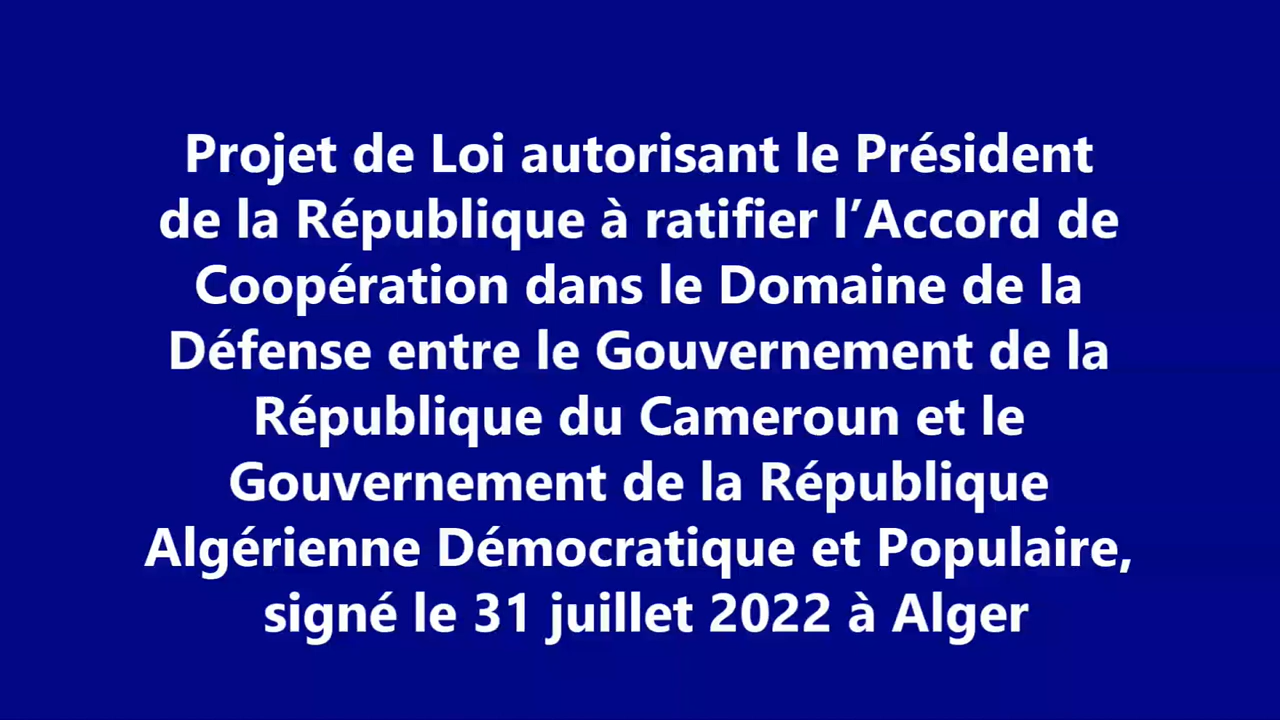 Projet de Loi autorisant le Président
de la République à ratifier l’Accord de
Coopération dans le Domaine de la
Défense entre le Gouvernement de la
République du Cameroun et le
Gouvernement de la République
Algérienne Démocratique et Populaire,
signé le 31 juillet 2022 à Alger